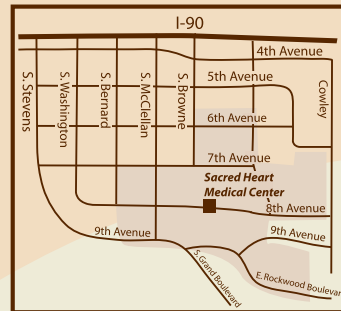 I-90
4th Avenue
5th Avenue
Cowley
S. Stevens
S. Washington
S. Bernard
S. McClellan
S. Browne
6th Avenue
7th Avenue
Sacred Heart
Medical Center
8th Avenue
9th Avenue
9th Avenue
S. Grand Boulevard
E. Rockwood Boulevar